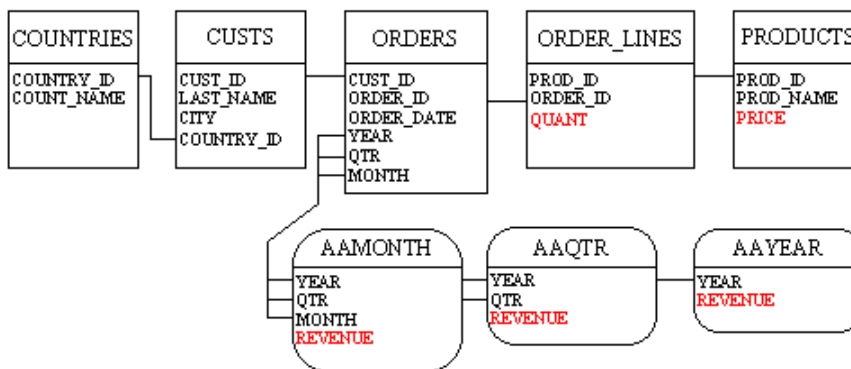 COUNTRIES
COUNTRY_ID
COUNT_NAME
CUSTS
CUST_ID
LAST_NAME
CITY
COUNTRY_ID
ORDERS
CUST_ID
ORDER_ID
ORDER_DATE
YEAR
QTR
MONTH
ORDER_LINES
PROD_ID
ORDER_ID
QUANT
PRODUCTS
PROD_ID
PROD_NAME
PRICE
AAMONTH
YEAR
QTR
MONTH
REVENUE
AAQTR
YEAR
QTR
REVENUE
AAYEAR
YEAR
REVENUE